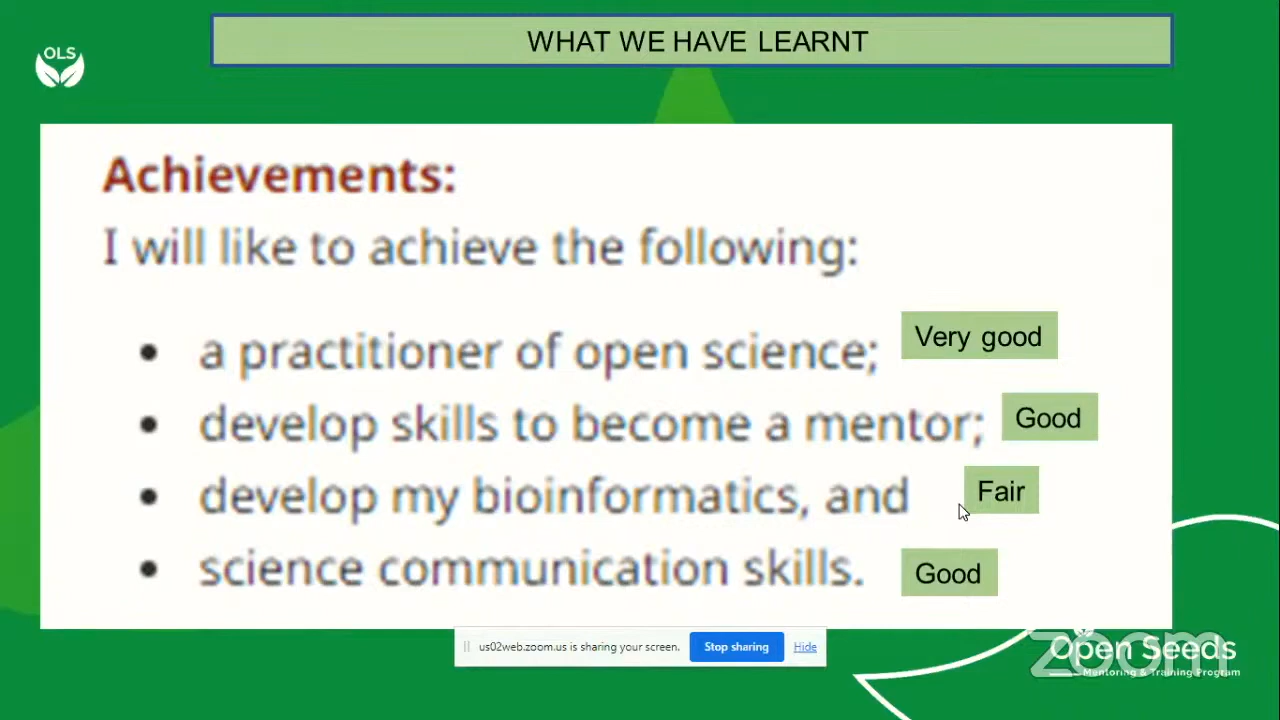 WHAT WE HAVE LEARNT
OLS
Achievements:
I will like to achieve the following:
• a practitioner of open science; Very good
• develop skills to become a mentor; Good
• develop my bioinformatics, and Fair
• science communication skills. Good
us02web.zoom.us is sharing your screen. Stop sharing Hide
zoom
Open Seeds
Mentoring & Training Program